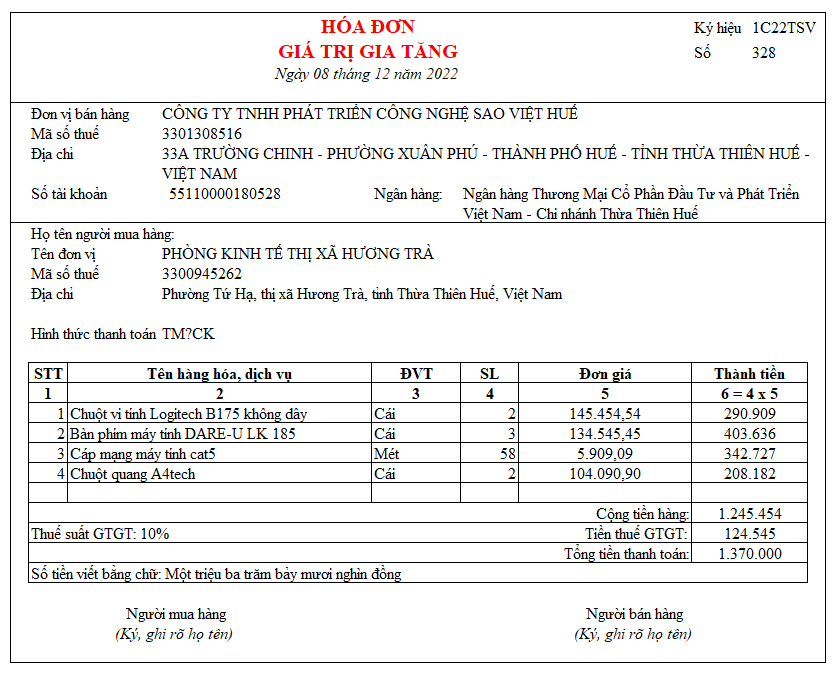 HÓA ĐƠN
Ký hiệu 1C22TSV
GIÁ TRỊ GIA TĂNG
Số 328
Ngày 08 tháng 12 năm 2022
Đơn vị bán hàng CÔNG TY TNHH PHÁT TRIỂN CÔNG NGHỆ SAO VIỆT HUẾ
Mã số thuế 3301308516
Địa chỉ 33A TRƯỜNG CHINH - PHƯỜNG XUÂN PHÚ - THÀNH PHỐ HUẾ - TỈNH THỪA THIÊN HUẾ -
VIỆT NAM
Số tài khoản 55110000180528 Ngân hàng: Ngân hàng Thương Mại Cổ Phần Đầu Tư và Phát Triển
Việt Nam - Chi nhánh Thừa Thiên Huế
Họ tên người mua hàng:
Tên đơn vị PHÒNG KINH TẾ THỊ XÃ HƯƠNG TRÀ
Mã số thuế 3300945262
Địa chỉ Phường Tứ Hạ, thị xã Hương Trà, tỉnh Thừa Thiên Huế, Việt Nam
Hình thức thanh toán TM?CK
STT Tên hàng hóa, dịch vụ ĐVT SL Đơn giá Thành tiền
1 2 3 4 5 6 = 4 x 5
1 Chuột vi tính Logitech B175 không dây Cái 2 145.454,54 290.909
2 Bàn phím máy tính DARE-U LK 185 Cái 3 134.545,45 403.636
3 Cáp mạng máy tính cat5 Mét 58 5.909,09 342.727
4 Chuột quang A4tech Cái 2 104.090,90 208.182
Cộng tiền hàng: 1.245.454
Thuế suất GTGT: 10% Tiền thuế GTGT: 124.545
Tổng tiền thanh toán: 1.370.000
Số tiền viết bằng chữ: Một triệu ba trăm bảy mươi nghìn đồng
Người mua hàng Người bán hàng
(Ký, ghi rõ họ tên) (Ký, ghi rõ họ tên)